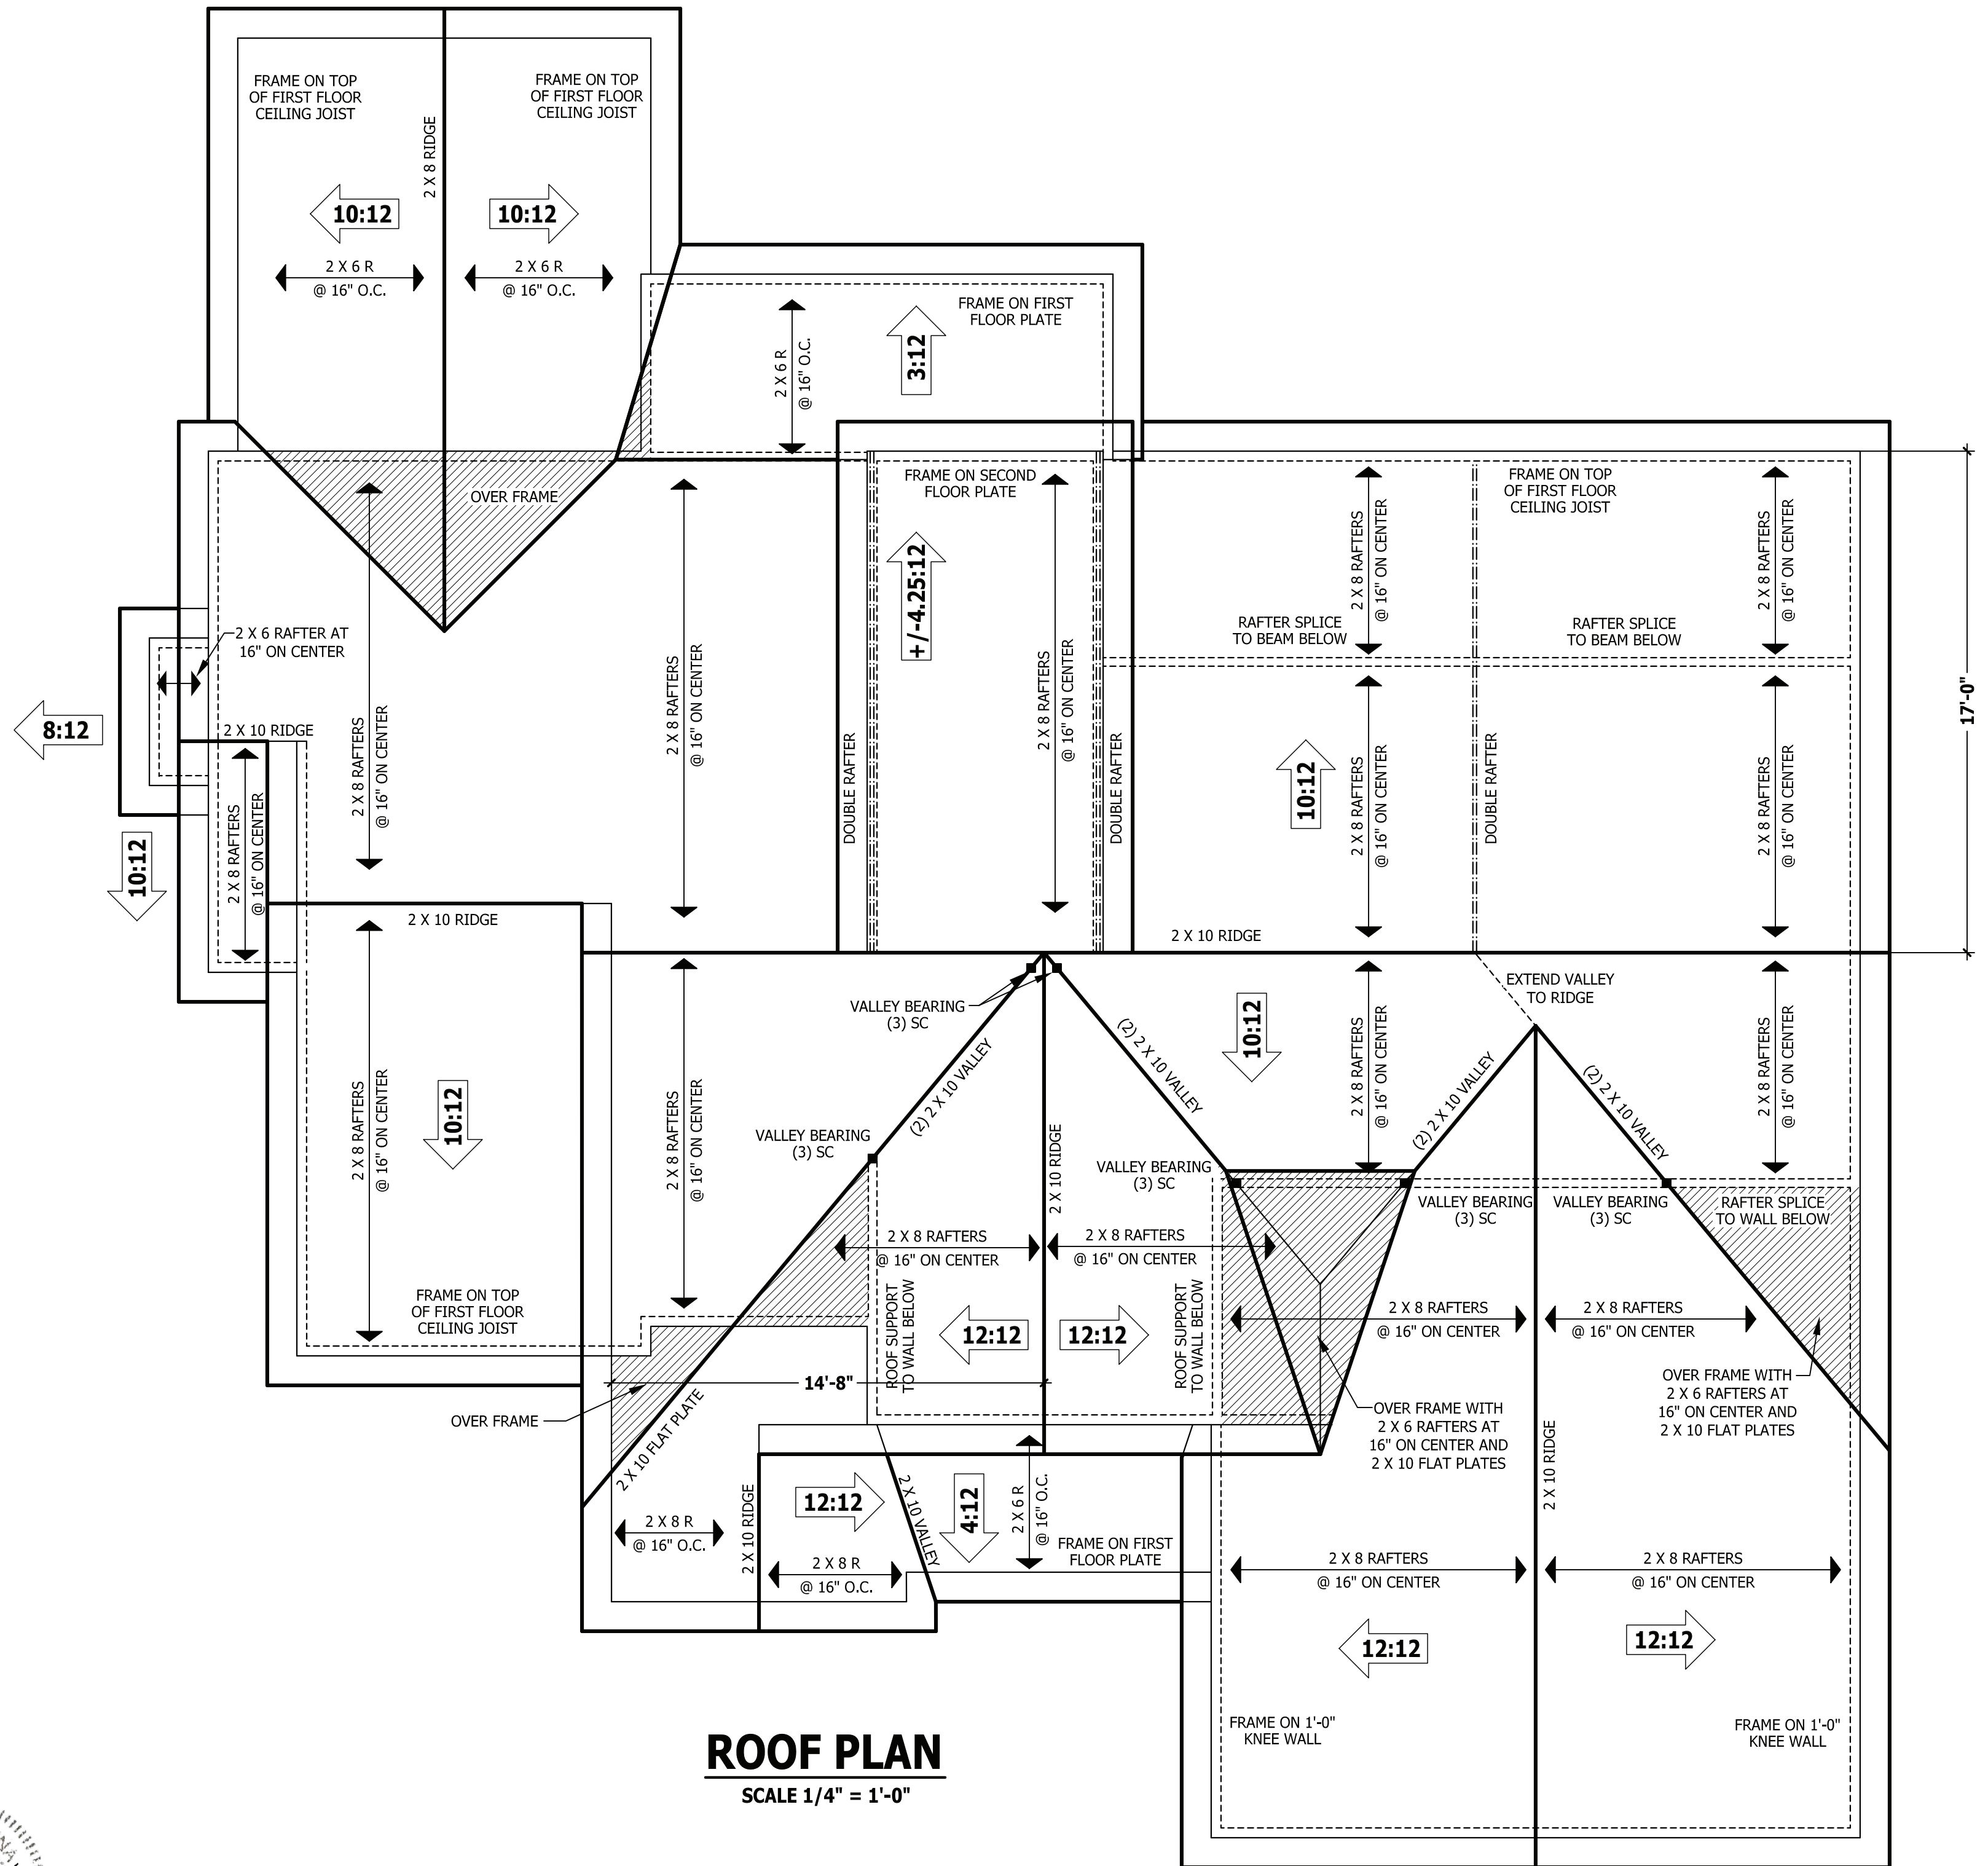 FRAME ON TOP
OF FIRST FLOOR
CEILING JOIST
2 X 8 RIDGE
FRAME ON TOP
OF FIRST FLOOR
CEILING JOIST
10:12
10:12
2 X 6 R
@ 16" O.C.
2 X 6 R
@ 16" O.C.
2 X 6 R
@ 16" O.C.
3:12
FRAME ON FIRST
FLOOR PLATE
OVER FRAME
FRAME ON SECOND
FLOOR PLATE
FRAME ON TOP
OF FIRST FLOOR
CEILING JOIST
+/-4.25:12
2 X 8 RAFTERS
@ 16" ON CENTER
2 X 8 RAFTERS
@ 16" ON CENTER
RAFTER SPLICE
TO BEAM BELOW
RAFTER SPLICE
TO BEAM BELOW
2 X 6 RAFTER AT
16" ON CENTER
8:12
2 X 10 RIDGE
10:12
2 X 8 RAFTERS
@ 16" ON CENTER
2 X 8 RAFTERS
@ 16" ON CENTER
2 X 8 RAFTERS
@ 16" ON CENTER
DOUBLE RAFTER
2 X 8 RAFTERS
@ 16" ON CENTER
DOUBLE RAFTER
10:12
2 X 8 RAFTERS
@ 16" ON CENTER
DOUBLE RAFTER
2 X 8 RAFTERS
@ 16" ON CENTER
17'-0"
2 X 10 RIDGE
2 X 10 RIDGE
VALLEY BEARING
(3) SC
EXTEND VALLEY
TO RIDGE
2 X 8 RAFTERS
@ 16" ON CENTER
10:12
2 X 8 RAFTERS
@ 16" ON CENTER
(2) 2 X 10 VALLEY
(2) 2 X 10 VALLEY
10:12
2 X 8 RAFTERS
@ 16" ON CENTER
(2) 2 X 10 VALLEY
(2) 2 X 10 VALLEY
2 X 8 RAFTERS
@ 16" ON CENTER
VALLEY BEARING
(3) SC
2 X 10 RIDGE
VALLEY BEARING
(3) SC
VALLEY BEARING
(3) SC
VALLEY BEARING
(3) SC
RAFTER SPLICE
TO WALL BELOW
2 X 8 RAFTERS
@ 16" ON CENTER
2 X 8 RAFTERS
@ 16" ON CENTER
FRAME ON TOP
OF FIRST FLOOR
CEILING JOIST
ROOF SUPPORT
TO WALL BELOW
12:12
12:12
ROOF SUPPORT
TO WALL BELOW
2 X 8 RAFTERS
@ 16" ON CENTER
2 X 8 RAFTERS
@ 16" ON CENTER
14'-8"
OVER FRAME
2 X 10 FLAT PLATE
OVER FRAME WITH
2 X 6 RAFTERS AT
16" ON CENTER AND
2 X 10 FLAT PLATES
OVER FRAME WITH
2 X 6 RAFTERS AT
16" ON CENTER AND
2 X 10 FLAT PLATES
2 X 8 R
@ 16" O.C.
2 X 10 RIDGE
12:12
2 X 8 R
@ 16" O.C.
2 X 10 VALLEY
4:12
2 X 6 R
@ 16" O.C.
FRAME ON FIRST
FLOOR PLATE
2 X 10 RIDGE
2 X 8 RAFTERS
@ 16" ON CENTER
2 X 8 RAFTERS
@ 16" ON CENTER
12:12
12:12
FRAME ON 1'-0"
KNEE WALL
FRAME ON 1'-0"
KNEE WALL
ROOF PLAN
SCALE 1/4" = 1'-0"